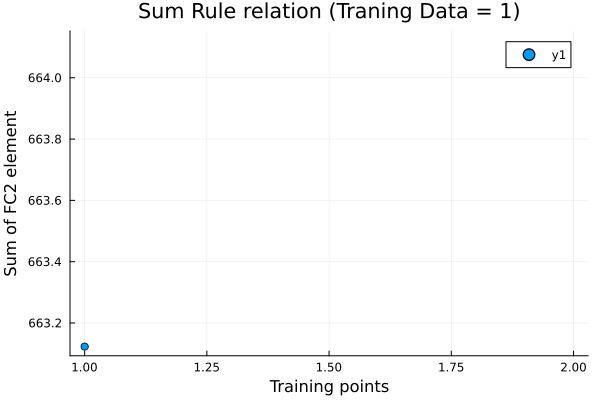 Sum Rule relation (Traning Data = 1)
y1
664.0
663.8
663.6
663.4
663.2
Sum of FC2 element
1.00 1.25 1.50 1.75 2.00
Training points